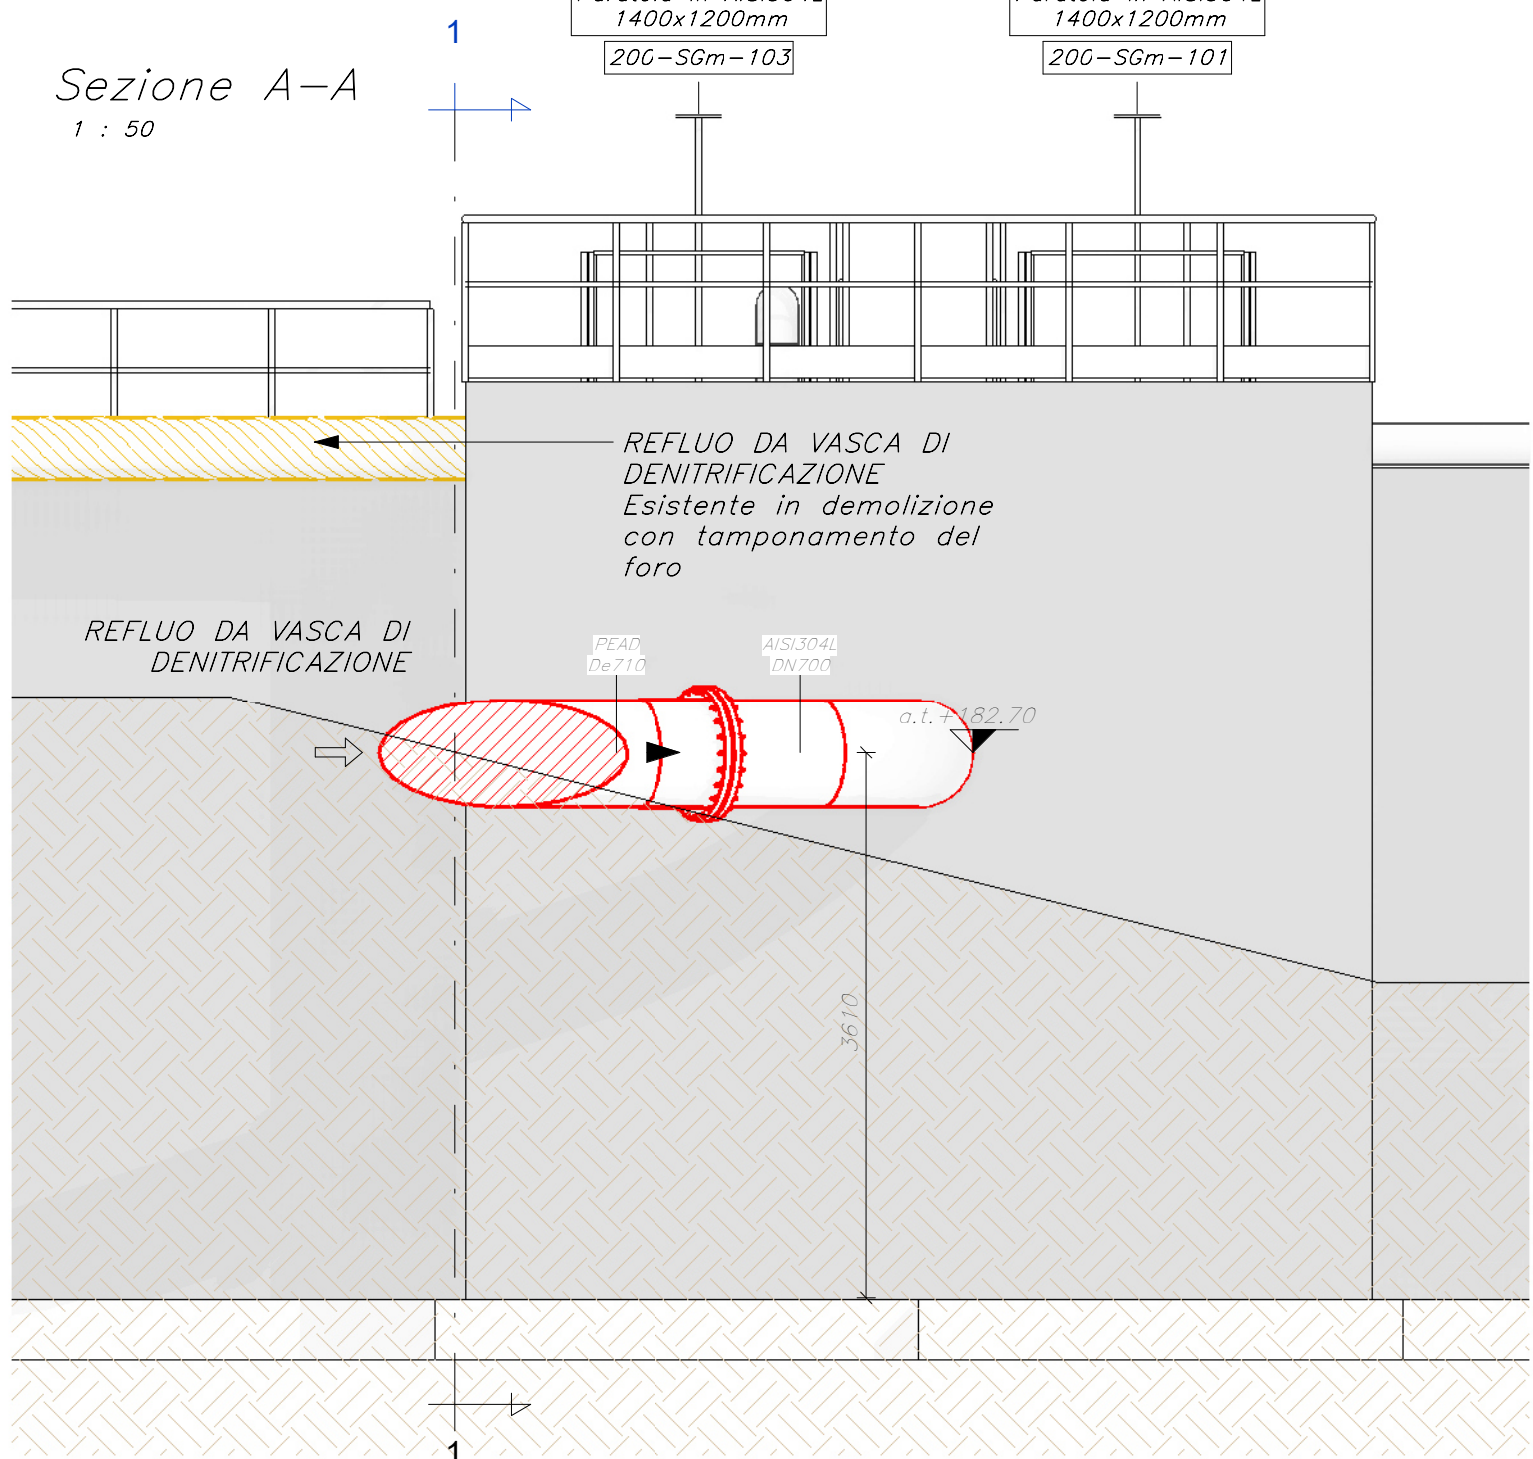 1
1400x1200mm
200-SGm-103
1400x1200mm
200-SGm-101
Sezione A-A
1 : 50
REFLUO DA VASCA DI
DENITRIFICAZIONE
Esistente in demolizione
con tamponamento del
foro
REFLUO DA VASCA DI
DENITRIFICAZIONE
PEAD
De710
AISI304L
DN700
a.t.+182.70
3610
1